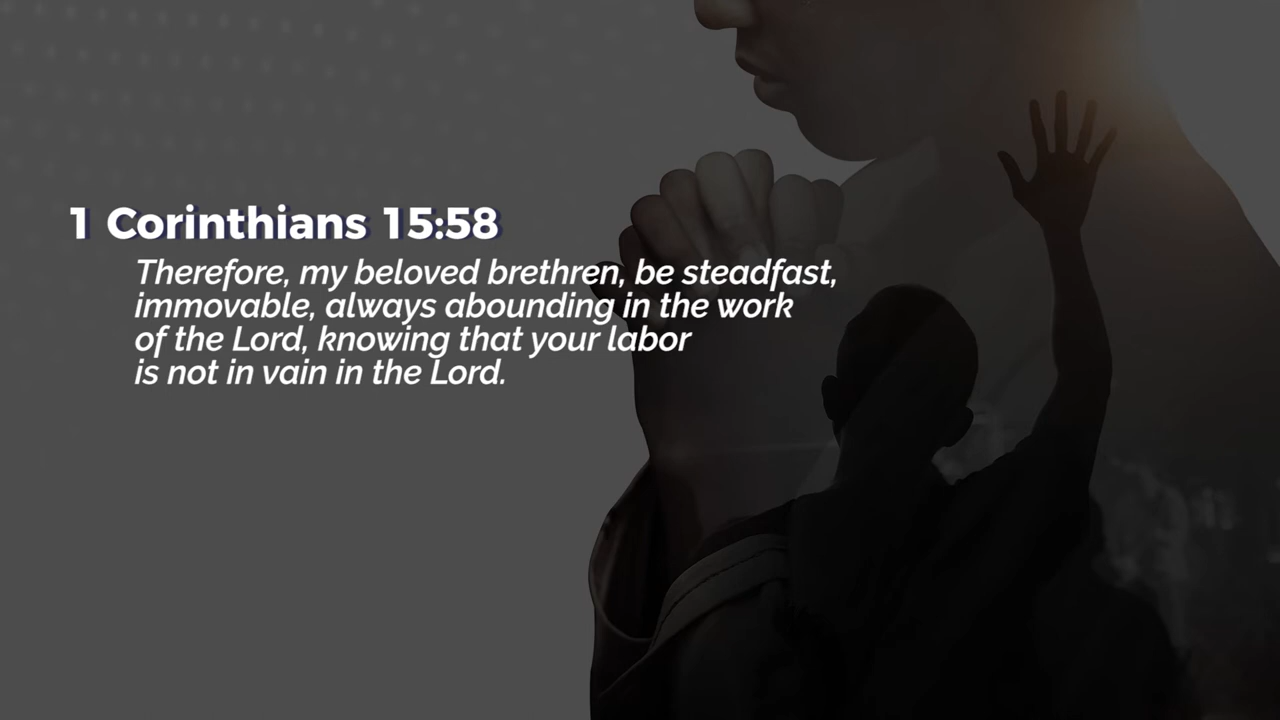 1 Corinthians 15:58
Therefore, my beloved brethren, be steadfast,
immovable, always abounding in the work
of the Lord, knowing that your labor
is not in vain in the Lord.